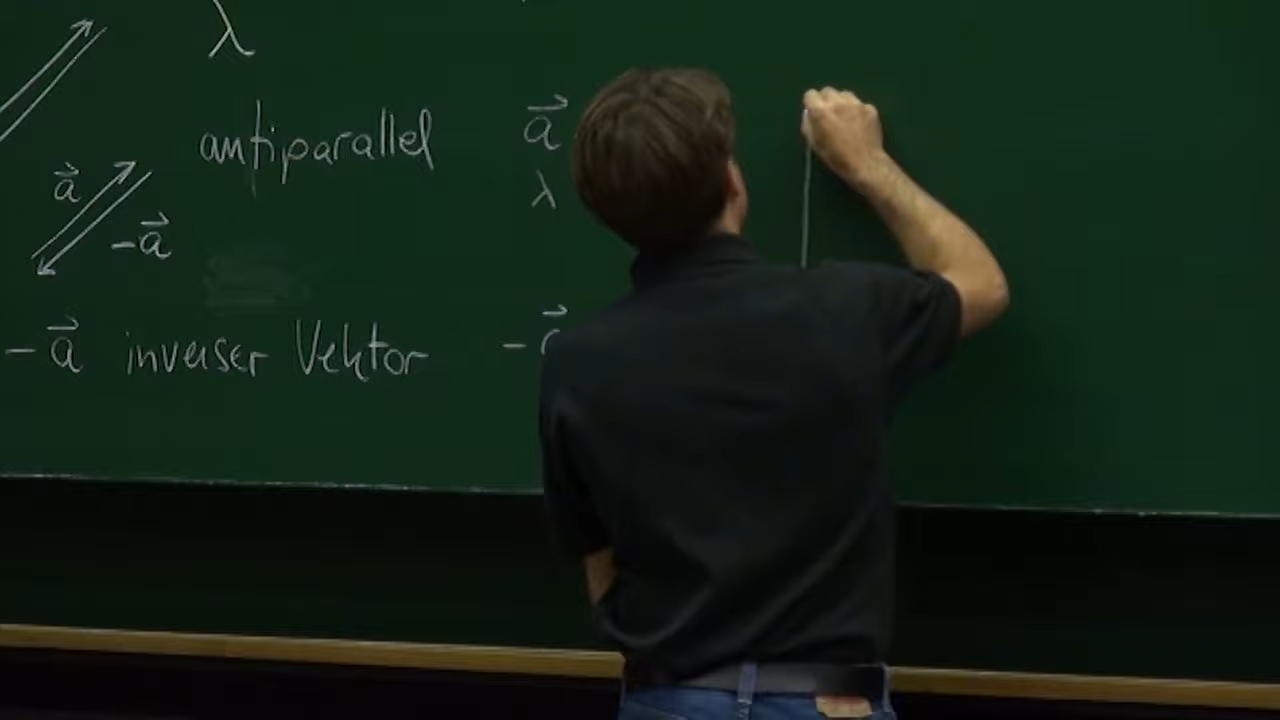 λ
antiparallel
a⃗
-a⃗
a⃗
λ
-a⃗ inverser Vektor
-